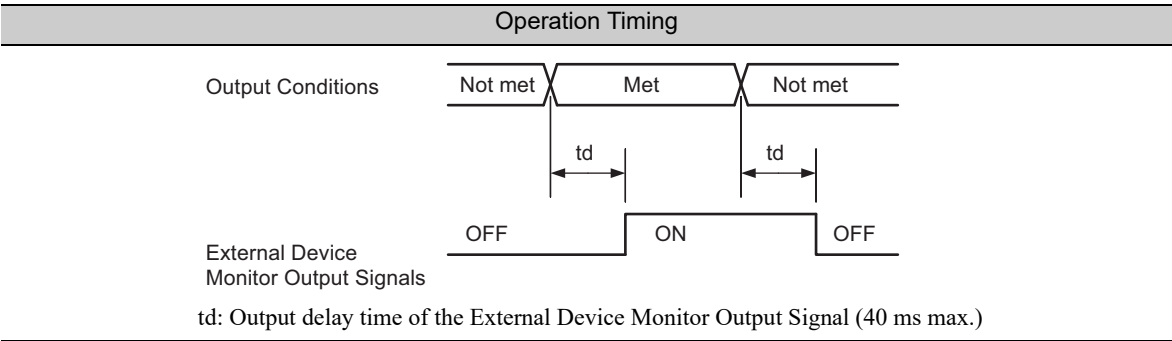 Operation Timing
Output Conditions
Not met
Met
Not met
td
td
External Device
Monitor Output Signals
OFF
ON
OFF
td: Output delay time of the External Device Monitor Output Signal (40 ms max.)